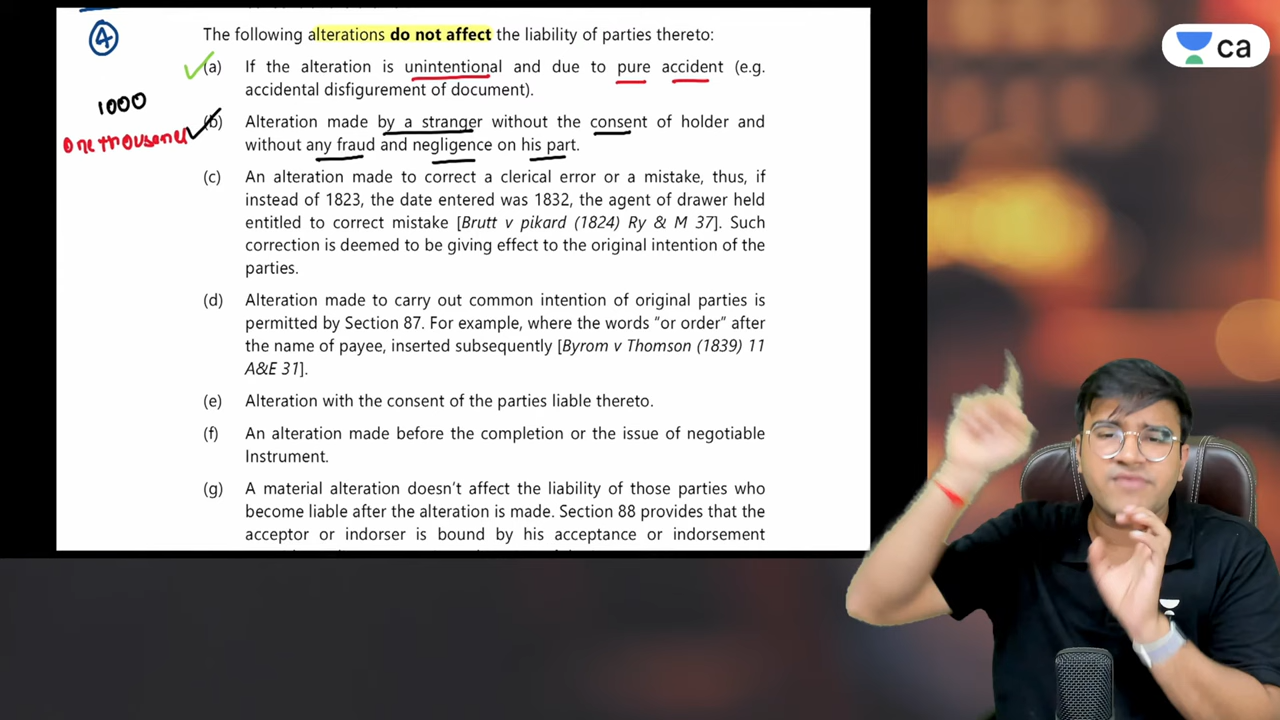 4
The following alterations do not affect the liability of parties thereto:
(a) If the alteration is unintentional and due to pure accident (e.g.
accidental disfigurement of document).
1000
One thousand
(b) Alteration made by a stranger without the consent of holder and
without any fraud and negligence on his part.
(c) An alteration made to correct a clerical error or a mistake, thus, if
instead of 1823, the date entered was 1832, the agent of drawer held
entitled to correct mistake [Brutt v pikard (1824) Ry & M 37]. Such
correction is deemed to be giving effect to the original intention of the
parties.
(d) Alteration made to carry out common intention of original parties is
permitted by Section 87. For example, where the words “or order” after
the name of payee, inserted subsequently [Byrom v Thomson (1839) 11
A&E 31].
(e) Alteration with the consent of the parties liable thereto.
(f) An alteration made before the completion or the issue of negotiable
Instrument.
(g) A material alteration doesn’t affect the liability of those parties who
become liable after the alteration is made. Section 88 provides that the
acceptor or indorser is bound by his acceptance or indorsement
ca